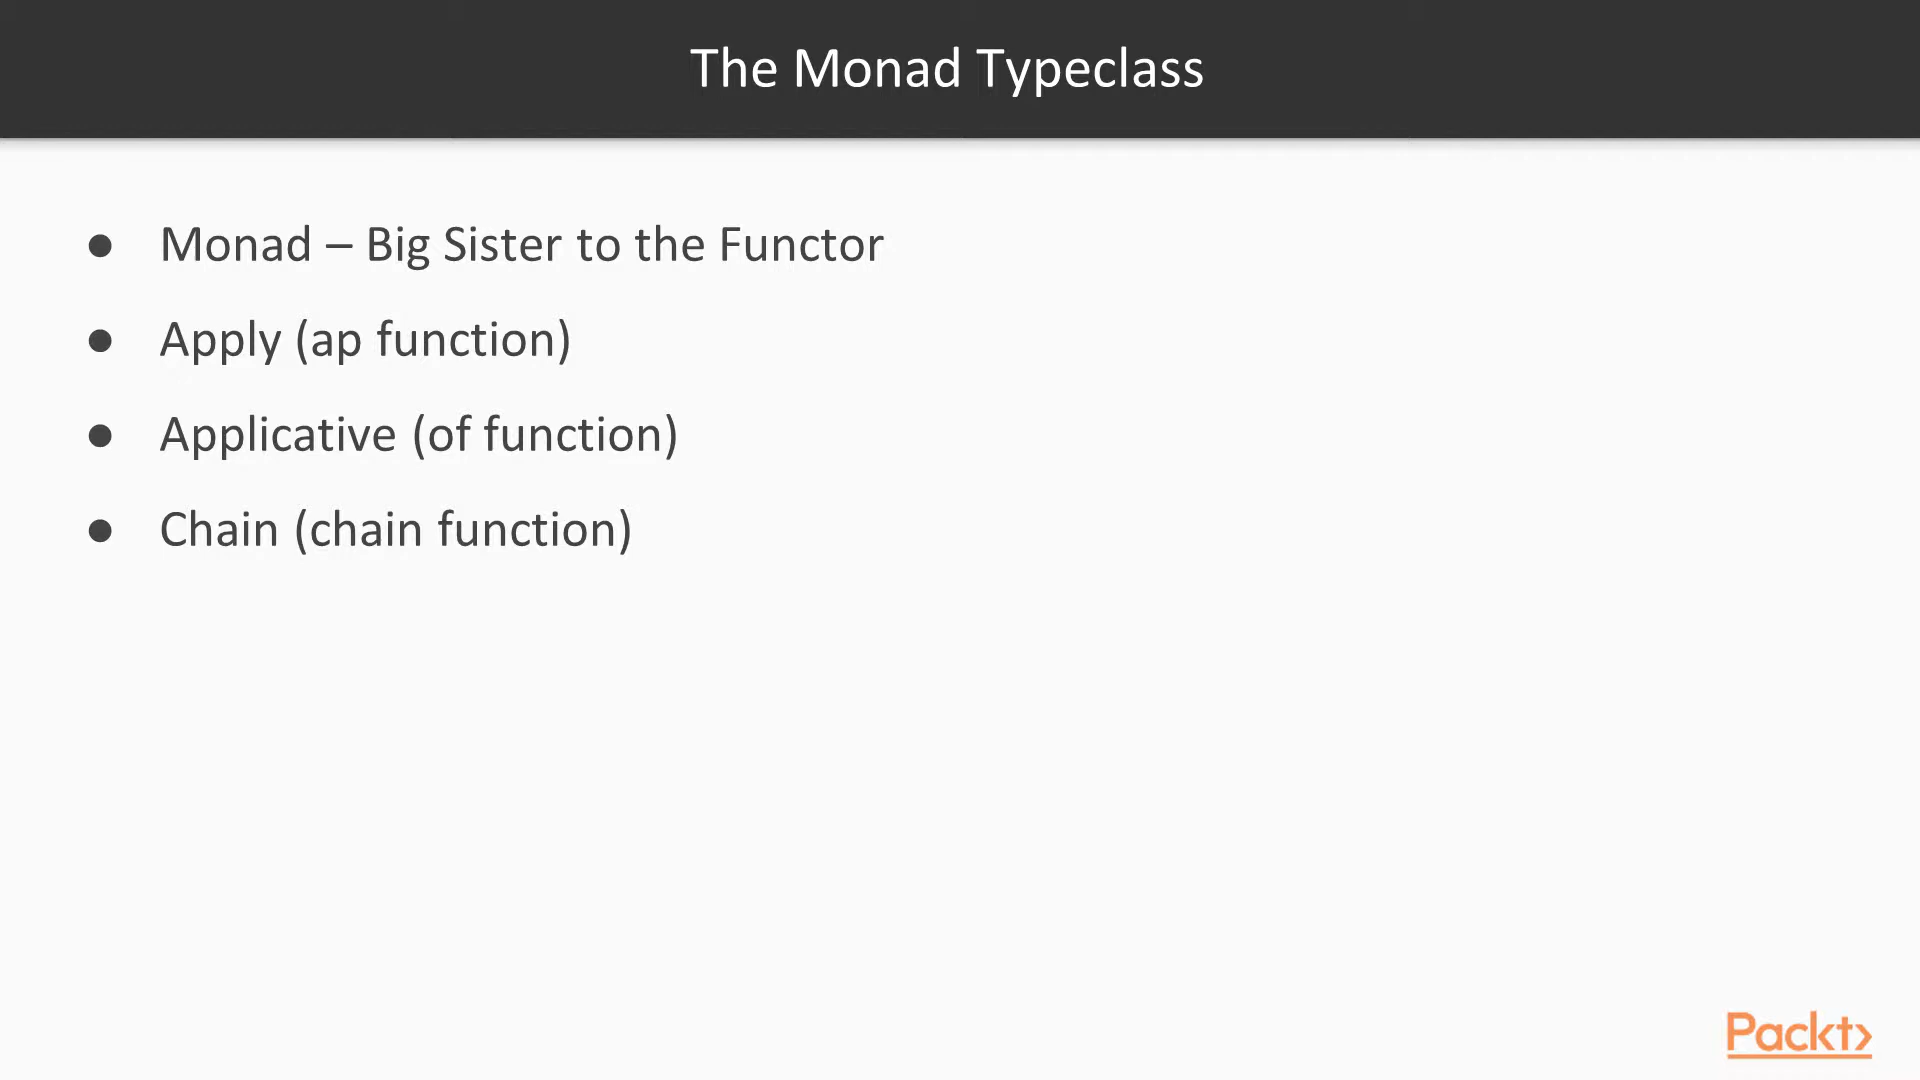 The Monad Typeclass
● Monad – Big Sister to the Functor
● Apply (ap function)
● Applicative (of function)
● Chain (chain function)
Packt>